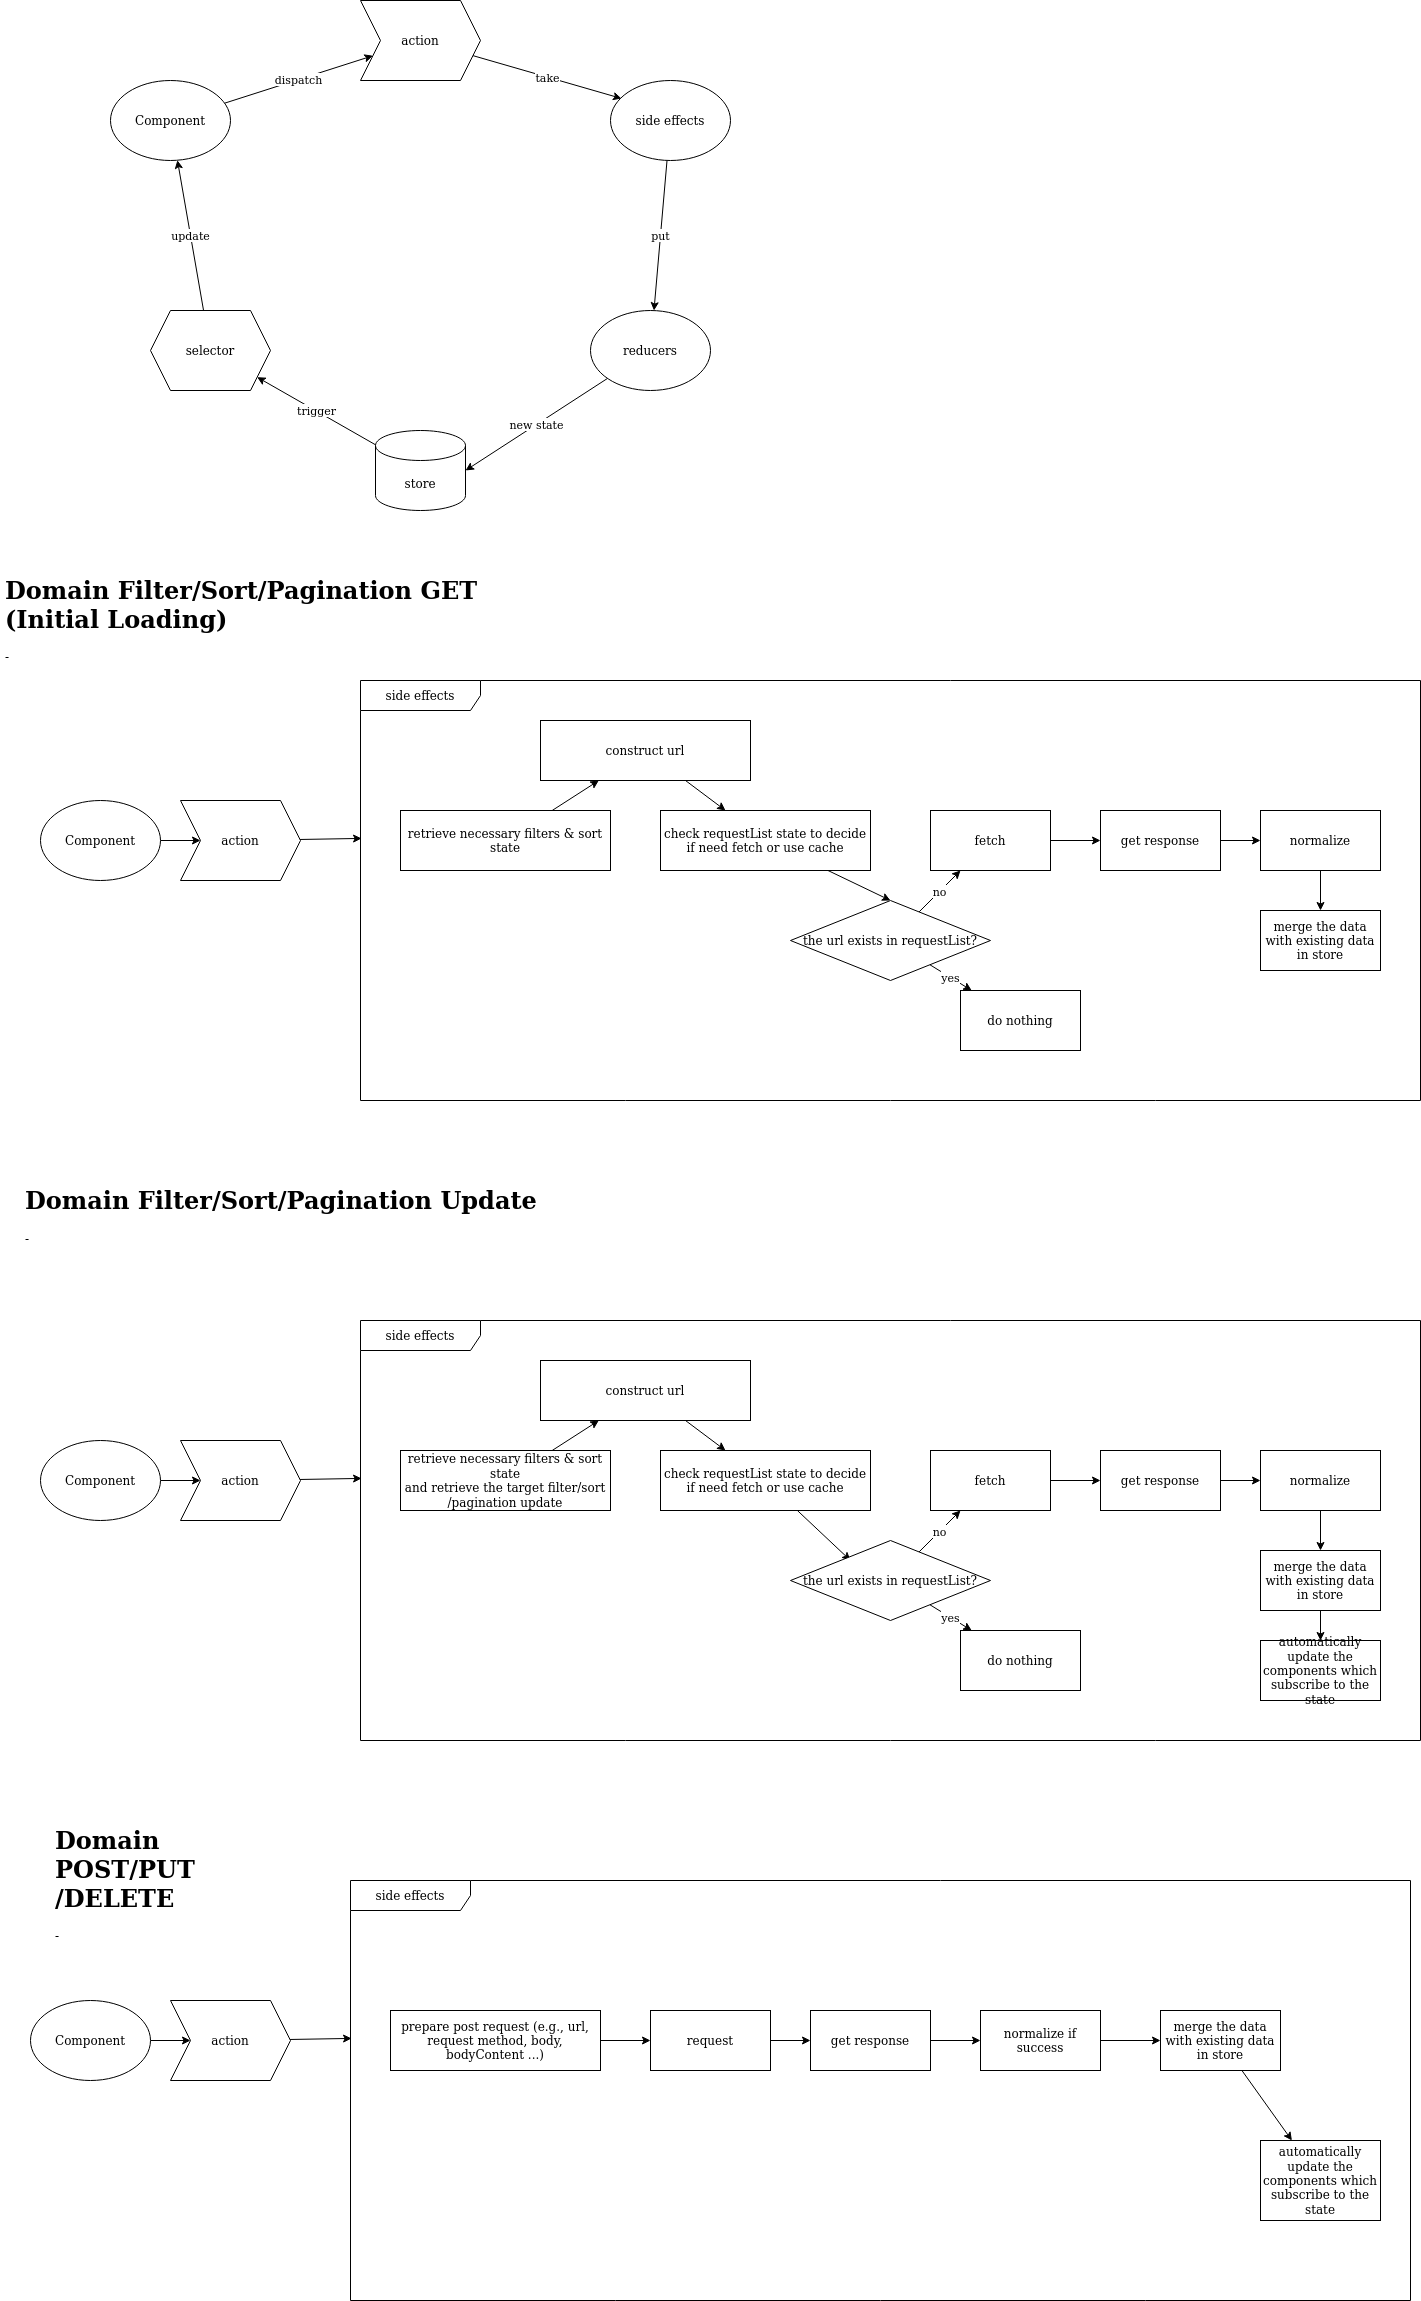 action
dispatch
take
Component
side effects
update
put
selector
reducers
trigger
new state
store
Domain Filter/Sort/Pagination GET
(Initial Loading)
-
side effects
construct url
Component
action
retrieve necessary filters & sort
state
check requestList state to decide
if need fetch or use cache
fetch
get response
normalize
no
the url exists in requestList?
merge the data
with existing data
in store
yes
do nothing
Domain Filter/Sort/Pagination Update
-
side effects
construct url
Component
action
retrieve necessary filters & sort
state
and retrieve the target filter/sort
/pagination update
check requestList state to decide
if need fetch or use cache
fetch
get response
normalize
no
the url exists in requestList?
merge the data
with existing data
in store
yes
do nothing
automatically
update the
components which
subscribe to the
state
Domain
POST/PUT
/DELETE
-
side effects
Component
action
prepare post request (e.g., url,
request method, body,
bodyContent ...)
request
get response
normalize if
success
merge the data
with existing data
in store
automatically
update the
components which
subscribe to the
state